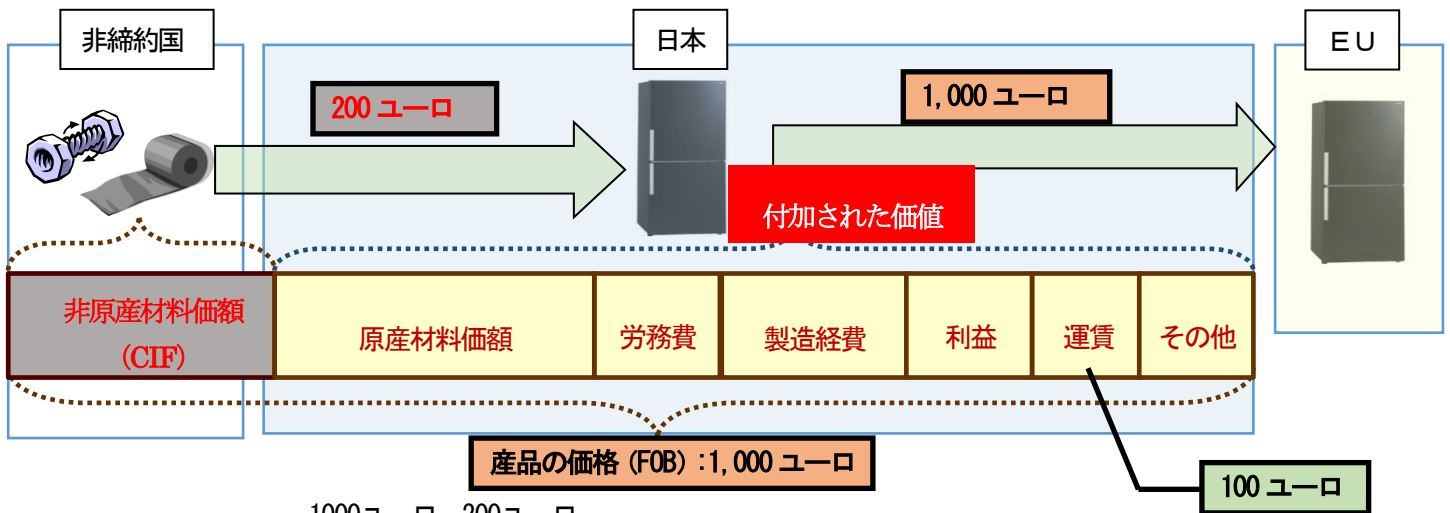 非締約国
日本
EU
200 ユーロ
1,000 ユーロ
付加された価値
非原産材料価額
(CIF)
原産材料価額
労務費
製造経費
利益
運賃
その他
産品の価格(FOB):1,000 ユーロ
100 ユーロ